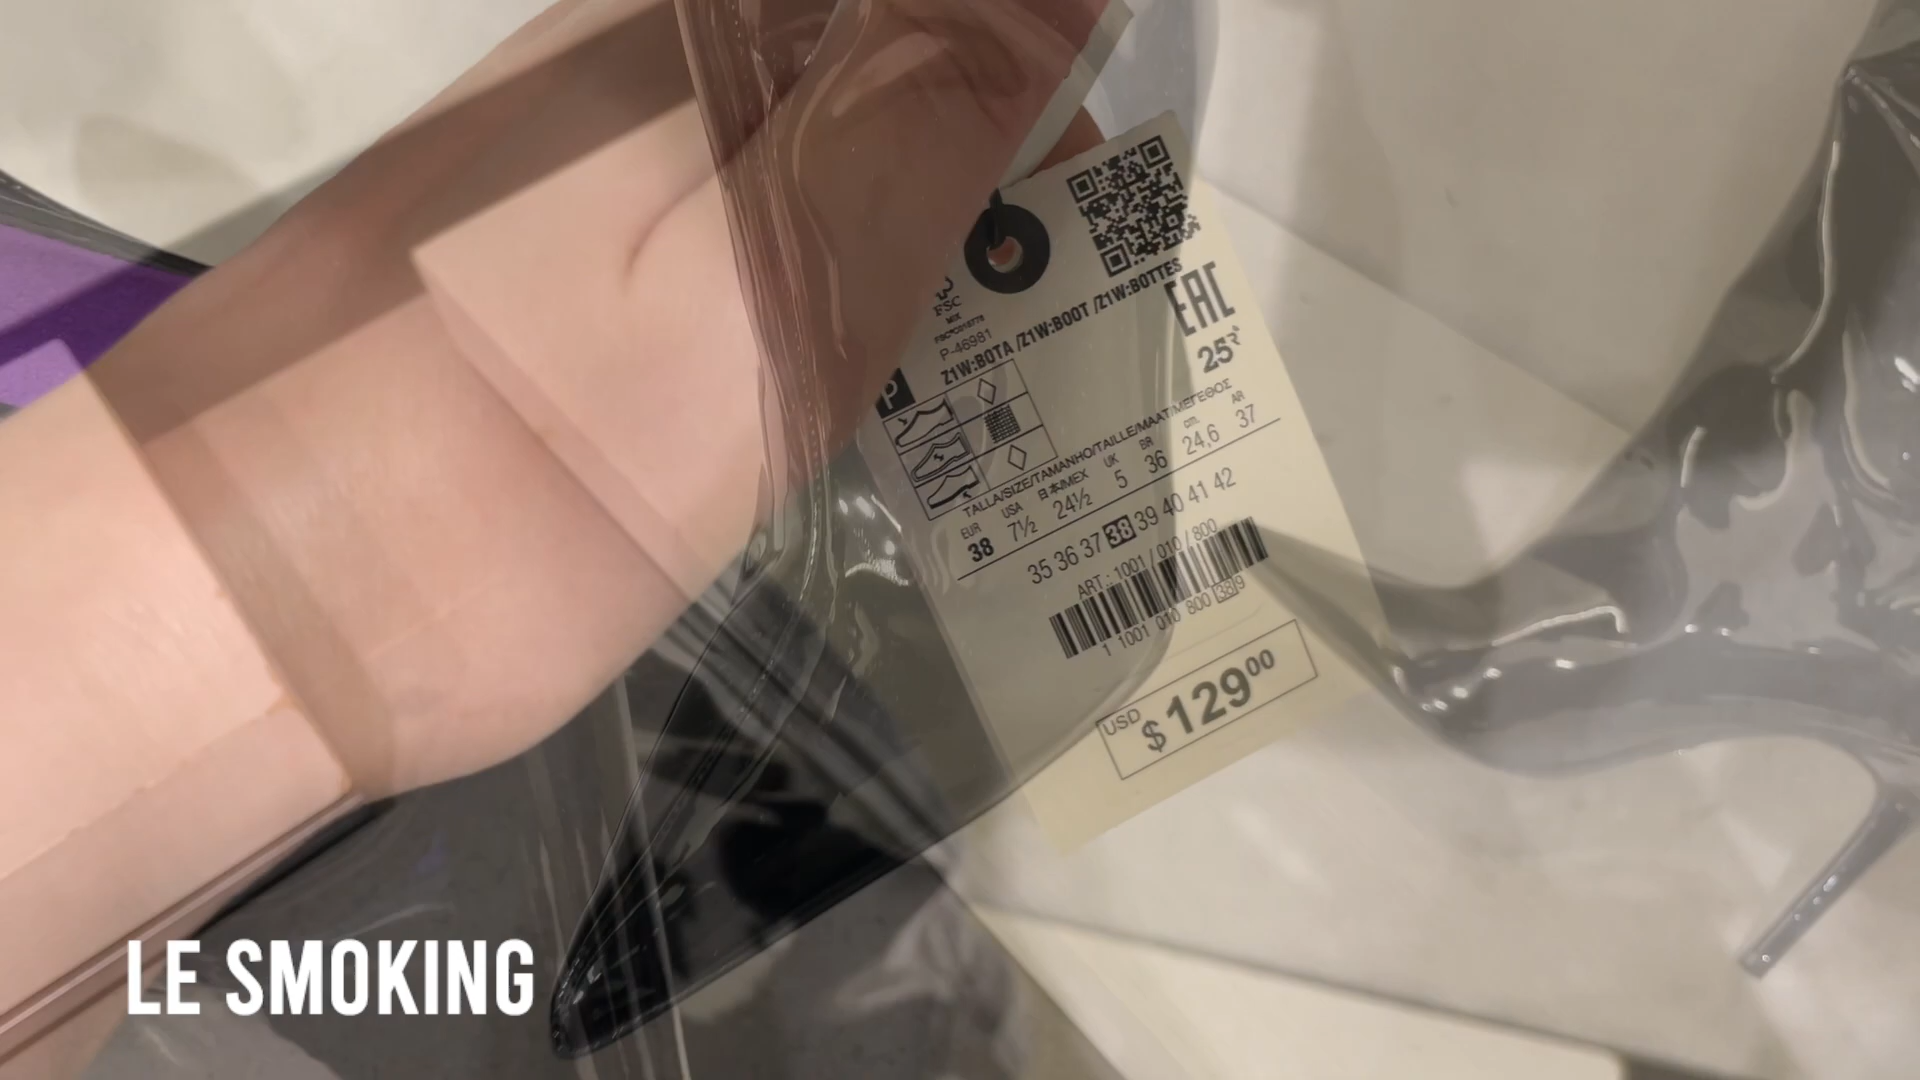 FSC
MIX
P-46981
Z1W:BOTA /Z1W:BOOT /Z1W:BOTTES
EAC
25
P
TALLA/SIZE/TAMANHO/TAILLE/MAAT/ΜΕΓΕΘΟΣ
EUR USA 日本/MEX UK BR cm. AR
38 7½ 24½ 5 36 24,6 37
35 36 37 38 39 40 41 42
ART.: 1001 / 010 / 800
1 1001 010 800 38 9
USD $12900
LE SMOKING